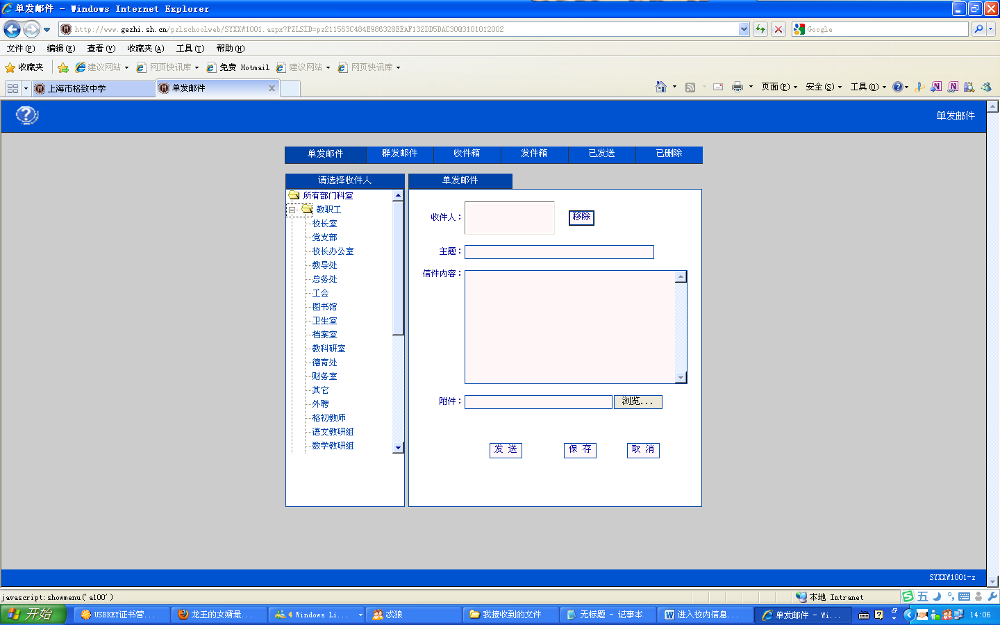 单发邮件 - Windows Internet Explorer
http://www.gezhi.sh.cn/pzlschoolweb/SYXXW1001.aspx?PZLSID=pz211563C484E986328EEAF132DD5DAC30@3101012002
Google
文件(F) 编辑(E) 查看(V) 收藏夹(A) 工具(T) 帮助(H)
收藏夹 建议网站 网页快讯库 免费 Hotmail 建议网站 网页快讯库
上海市格致中学 单发邮件 页面(P) 安全(S) 工具(O)
单发邮件
单发邮件 群发邮件 收件箱 发件箱 已发送 已删除
请选择收件人
所有部门科室
教职工
校长室
党支部
校长办公室
教导处
总务处
工会
图书馆
卫生室
档案室
教科研室
德育处
财务室
其它
外聘
格初教师
语文教研组
数学教研组
单发邮件
收件人： 移除
主题：
信件内容：
附件： 浏览...
发 送 保 存 取 消
SYXXW1001-z
javascript:showmenu('a100') 本地 Intranet
五
开始 USBKEY证书管... 龙王的女婿最... 4 Windows Li... 忒狼 我接收到的文件 无标题 - 记事本 进入校内信息... 单发邮件 - Wi... 14:06